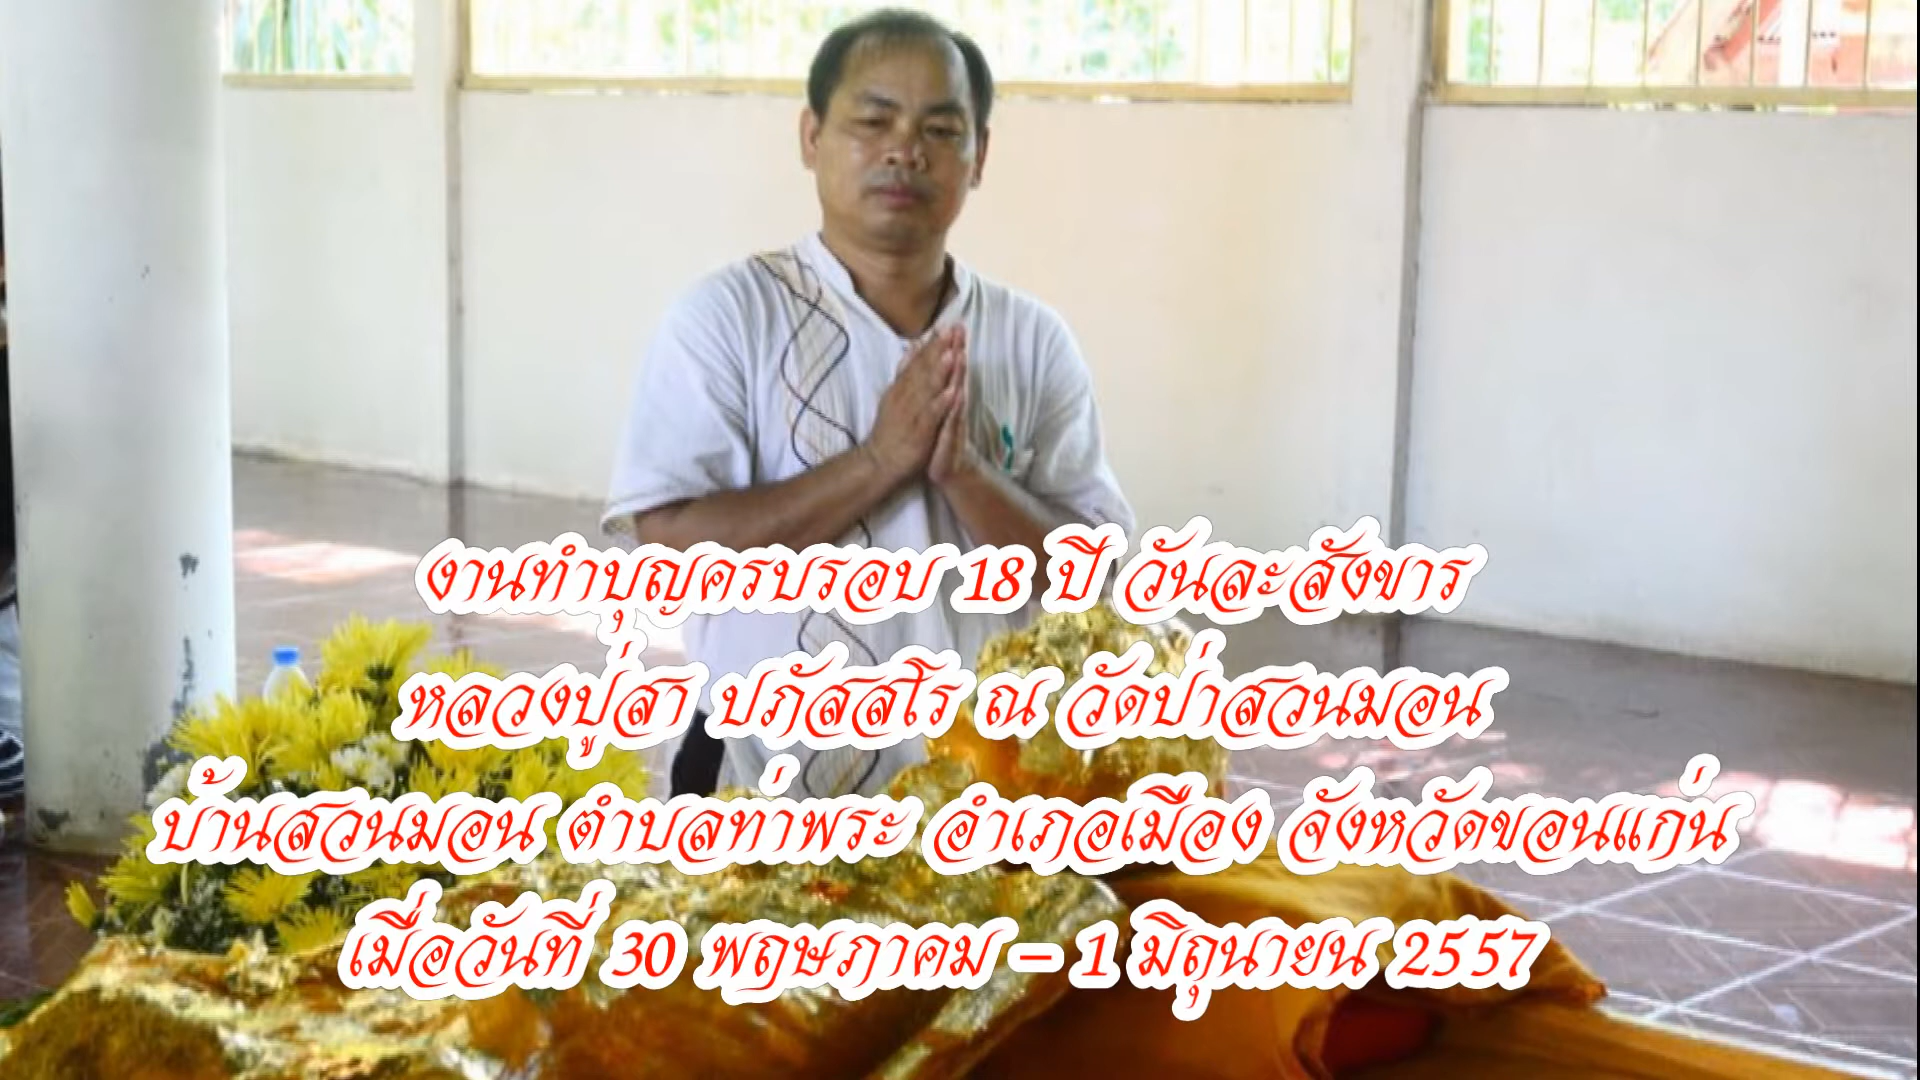 งานทำบุญครบรอบ 18 ปี วันละสังขาร
หลวงปู่สา ปภัสสโร ณ วัดป่าสวนมอน
บ้านสวนมอน ตำบลท่าพระ อำเภอเมือง จังหวัดขอนแก่น
เมื่อวันที่ 30 พฤษภาคม – 1 มิถุนายน 2557